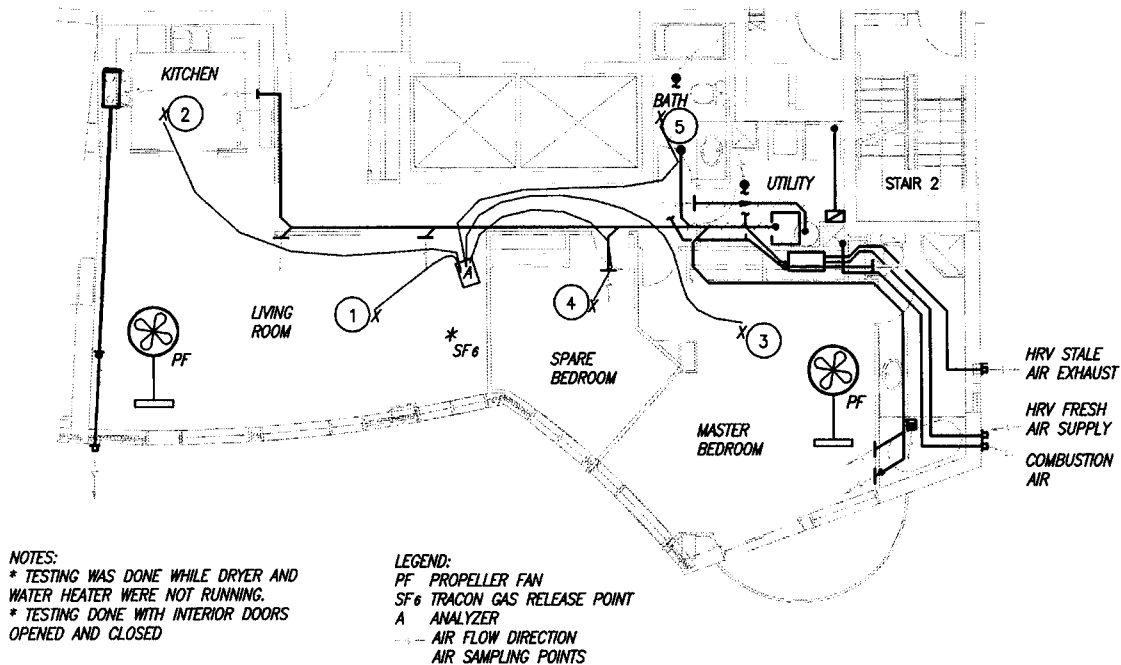 KITCHEN
X 2
BATH
X
5
UTILITY
STAIR 2
A
LIVING
ROOM
1 X
4
X
X
3
PF
*
SF6
SPARE
BEDROOM
PF
MASTER
BEDROOM
HRV STALE
AIR EXHAUST
HRV FRESH
AIR SUPPLY
COMBUSTION
AIR
NOTES:
* TESTING WAS DONE WHILE DRYER AND
WATER HEATER WERE NOT RUNNING.
* TESTING DONE WITH INTERIOR DOORS
OPENED AND CLOSED
LEGEND:
PF PROPELLER FAN
SF6 TRACON GAS RELEASE POINT
A ANALYZER
AIR FLOW DIRECTION
AIR SAMPLING POINTS